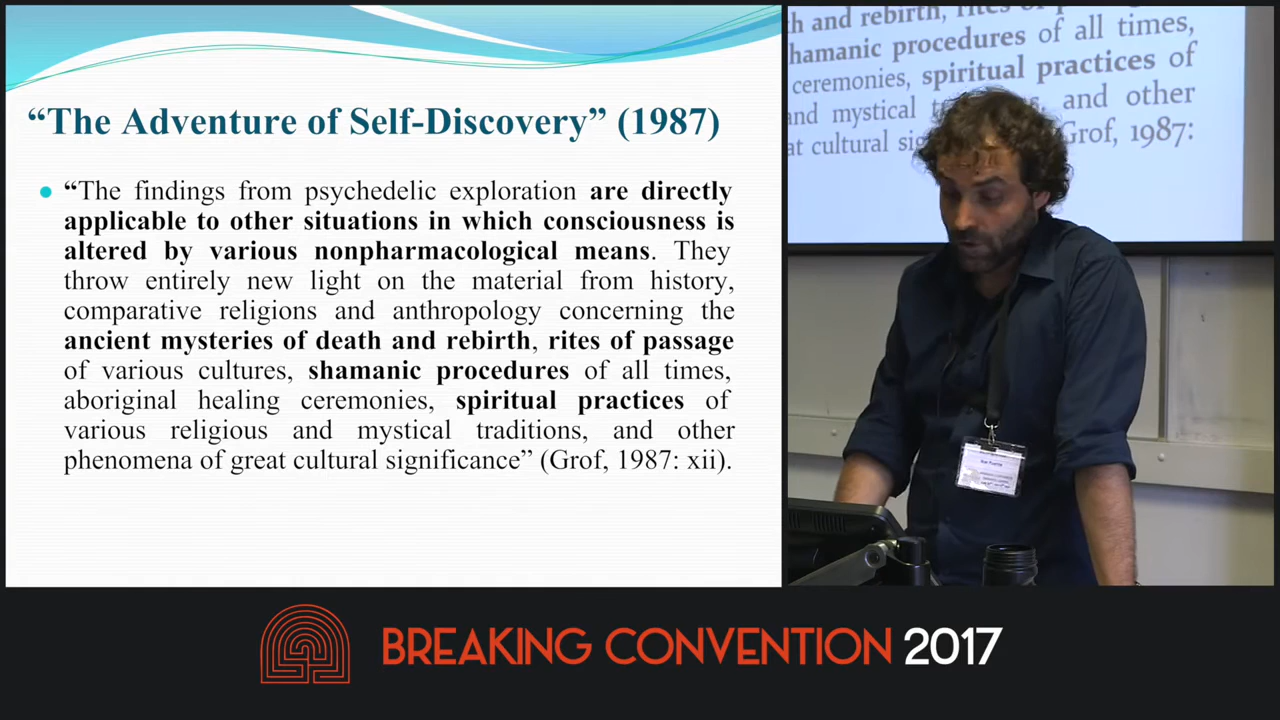 “The Adventure of Self-Discovery” (1987)
“The findings from psychedelic exploration are directly
applicable to other situations in which consciousness is
altered by various nonpharmacological means. They
throw entirely new light on the material from history,
comparative religions and anthropology concerning the
ancient mysteries of death and rebirth, rites of passage
of various cultures, shamanic procedures of all times,
aboriginal healing ceremonies, spiritual practices of
various religious and mystical traditions, and other
phenomena of great cultural significance” (Grof, 1987: xii).
and rebirth, rites of
procedures of all times,
ceremonies, spiritual practices of
and mystical and other
cultural Grof, 1987:
BREAKING CONVENTION 2017